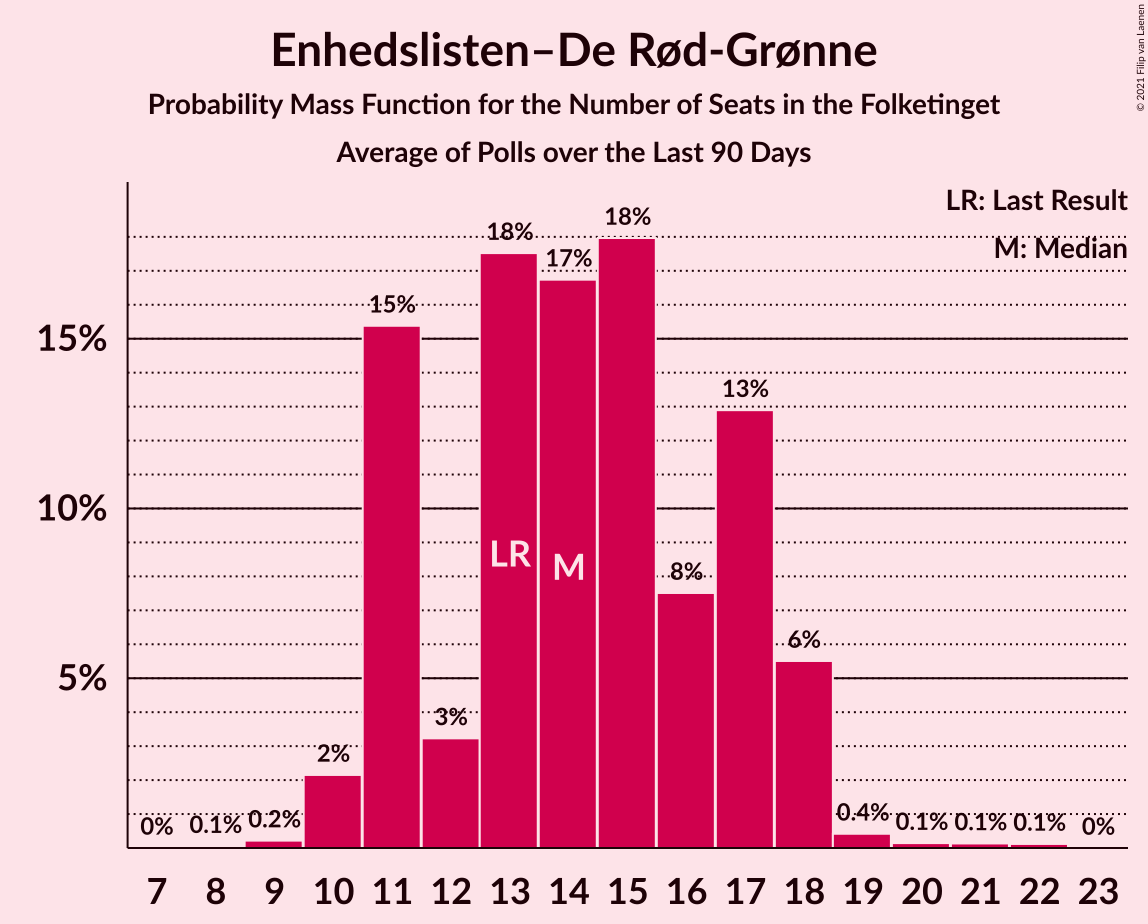 Enhedslisten–De Rød-Grønne
Probability Mass Function for the Number of Seats in the Folketinget
Average of Polls over the Last 90 Days
© 2021 Filip van Laenen
LR: Last Result
M: Median
15%
10%
5%
0%
0.1%
0.2%
2%
15%
3%
18%
17%
18%
8%
13%
6%
0.4%
0.1%
0.1%
0.1%
0%
LR
M
7 8 9 10 11 12 13 14 15 16 17 18 19 20 21 22 23